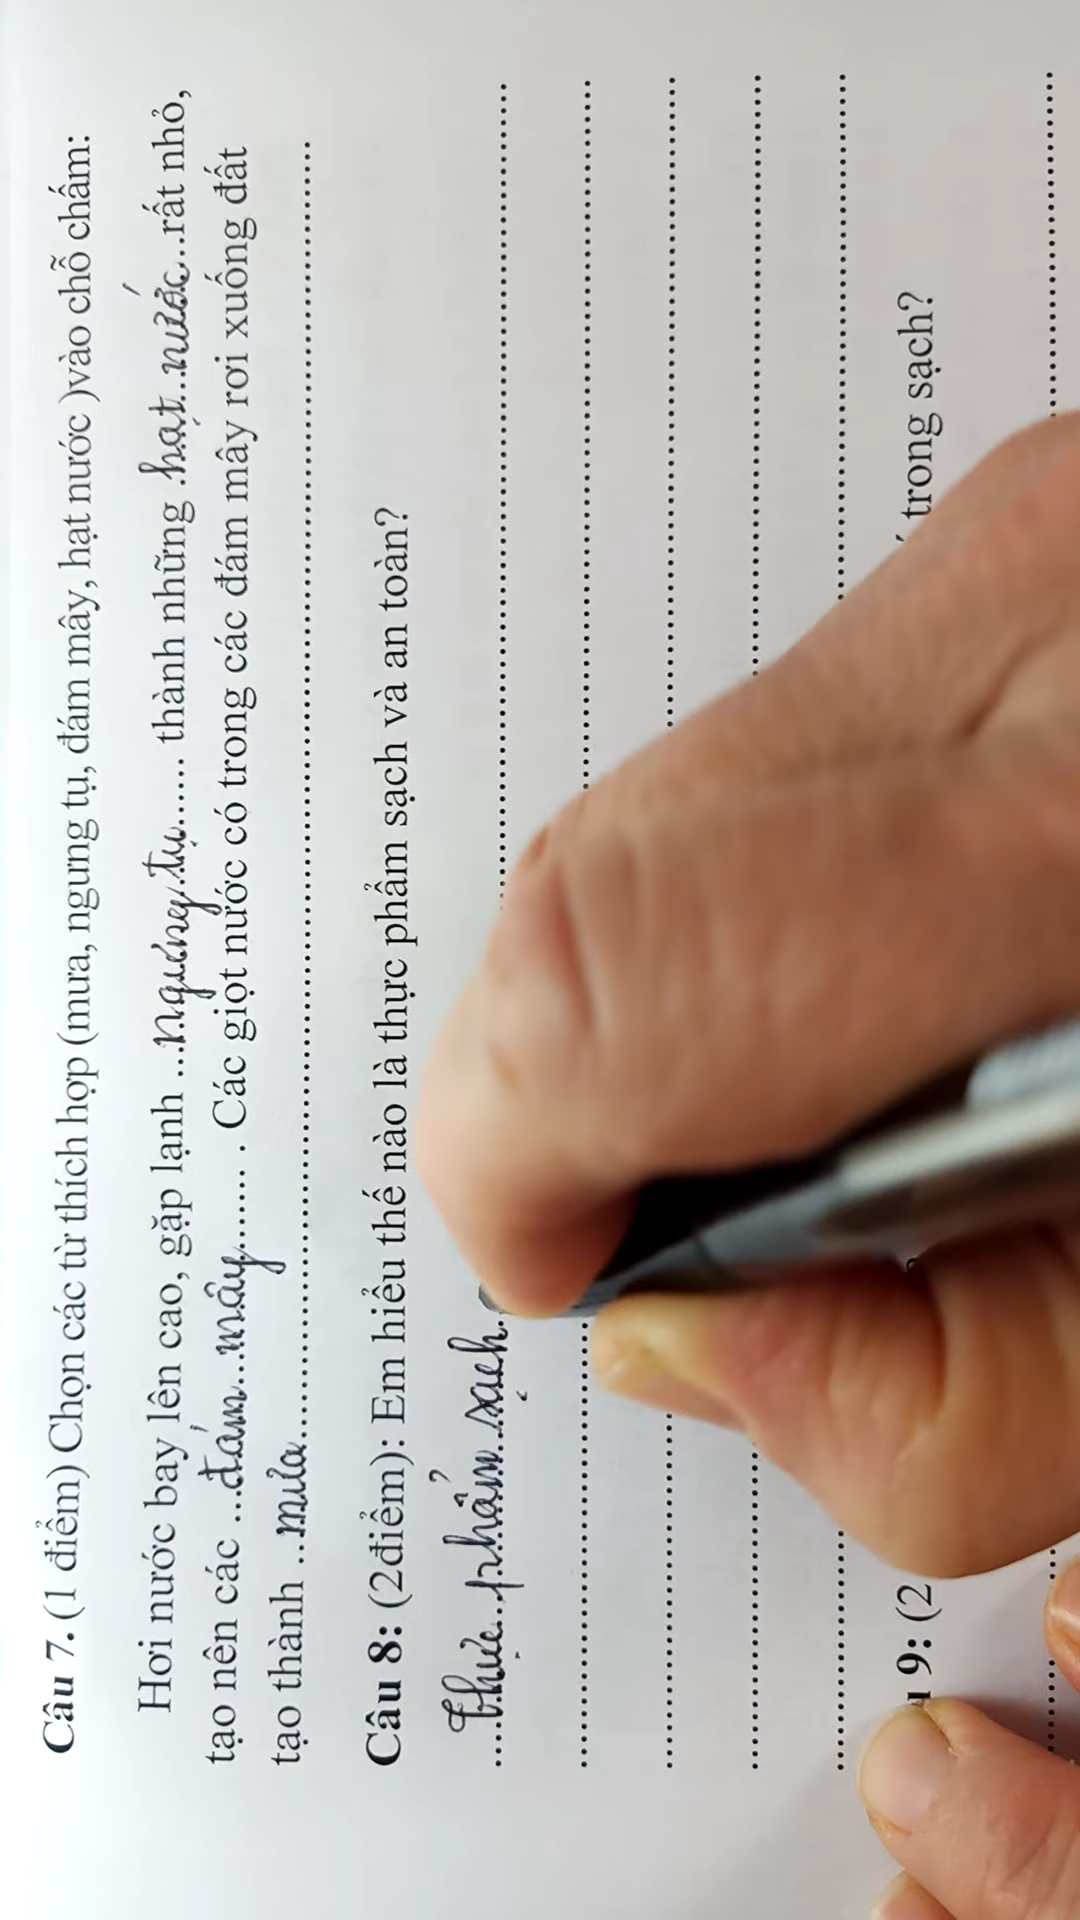 Câu 7. (1 điểm) Chọn các từ thích hợp (mưa, ngưng tụ, đám mây, hạt nước )vào chỗ chấm:
Hơi nước bay lên cao, gặp lạnh ...ngưng tụ...... thành những .hạt...nước...rất nhỏ,
tạo nên các ...đám...mây....... . Các giọt nước có trong các đám mây rơi xuống đất
tạo thành ..mưa....................
Câu 8: (2điểm): Em hiểu thế nào là thực phẩm sạch và an toàn?
....Thực phẩm sạch
9: (2 trong sạch?